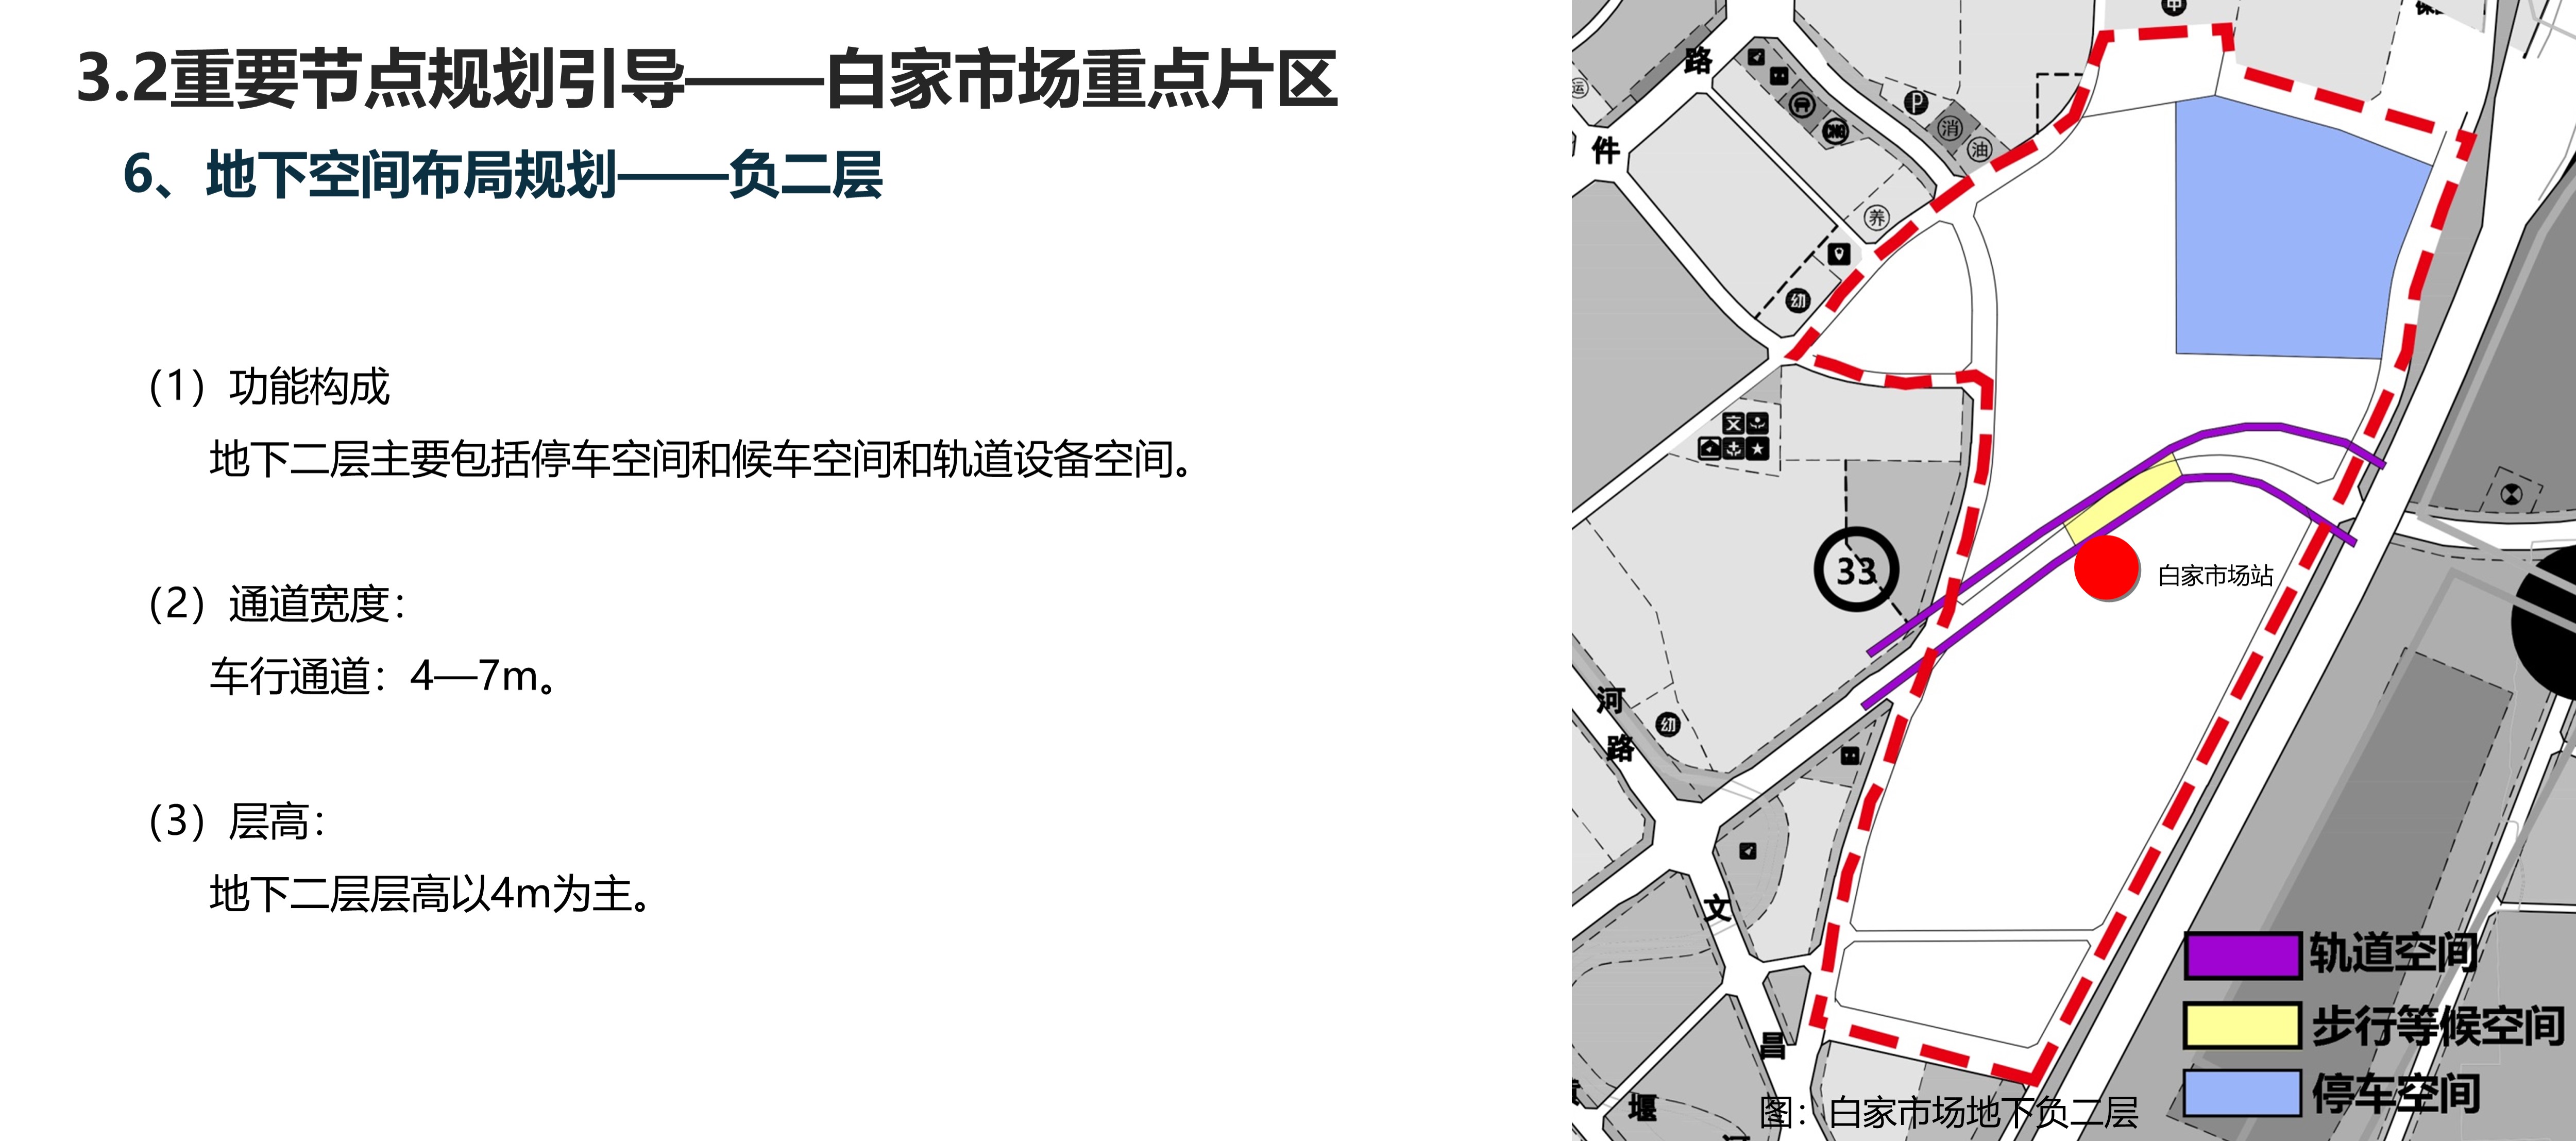 3.2重要节点规划引导——白家市场重点片区
6、地下空间布局规划——负二层
（1）功能构成
地下二层主要包括停车空间和候车空间和轨道设备空间。
（2）通道宽度：
车行通道：4—7m。
（3）层高：
地下二层层高以4m为主。
中
路
运
P
消
油
件
养
幼
文
33
白家市场站
河
路
幼
文
昌
堰
轨道空间
步行等候空间
停车空间
图：白家市场地下负二层